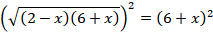 (√((2−x)(6+x)))² = (6+x)²